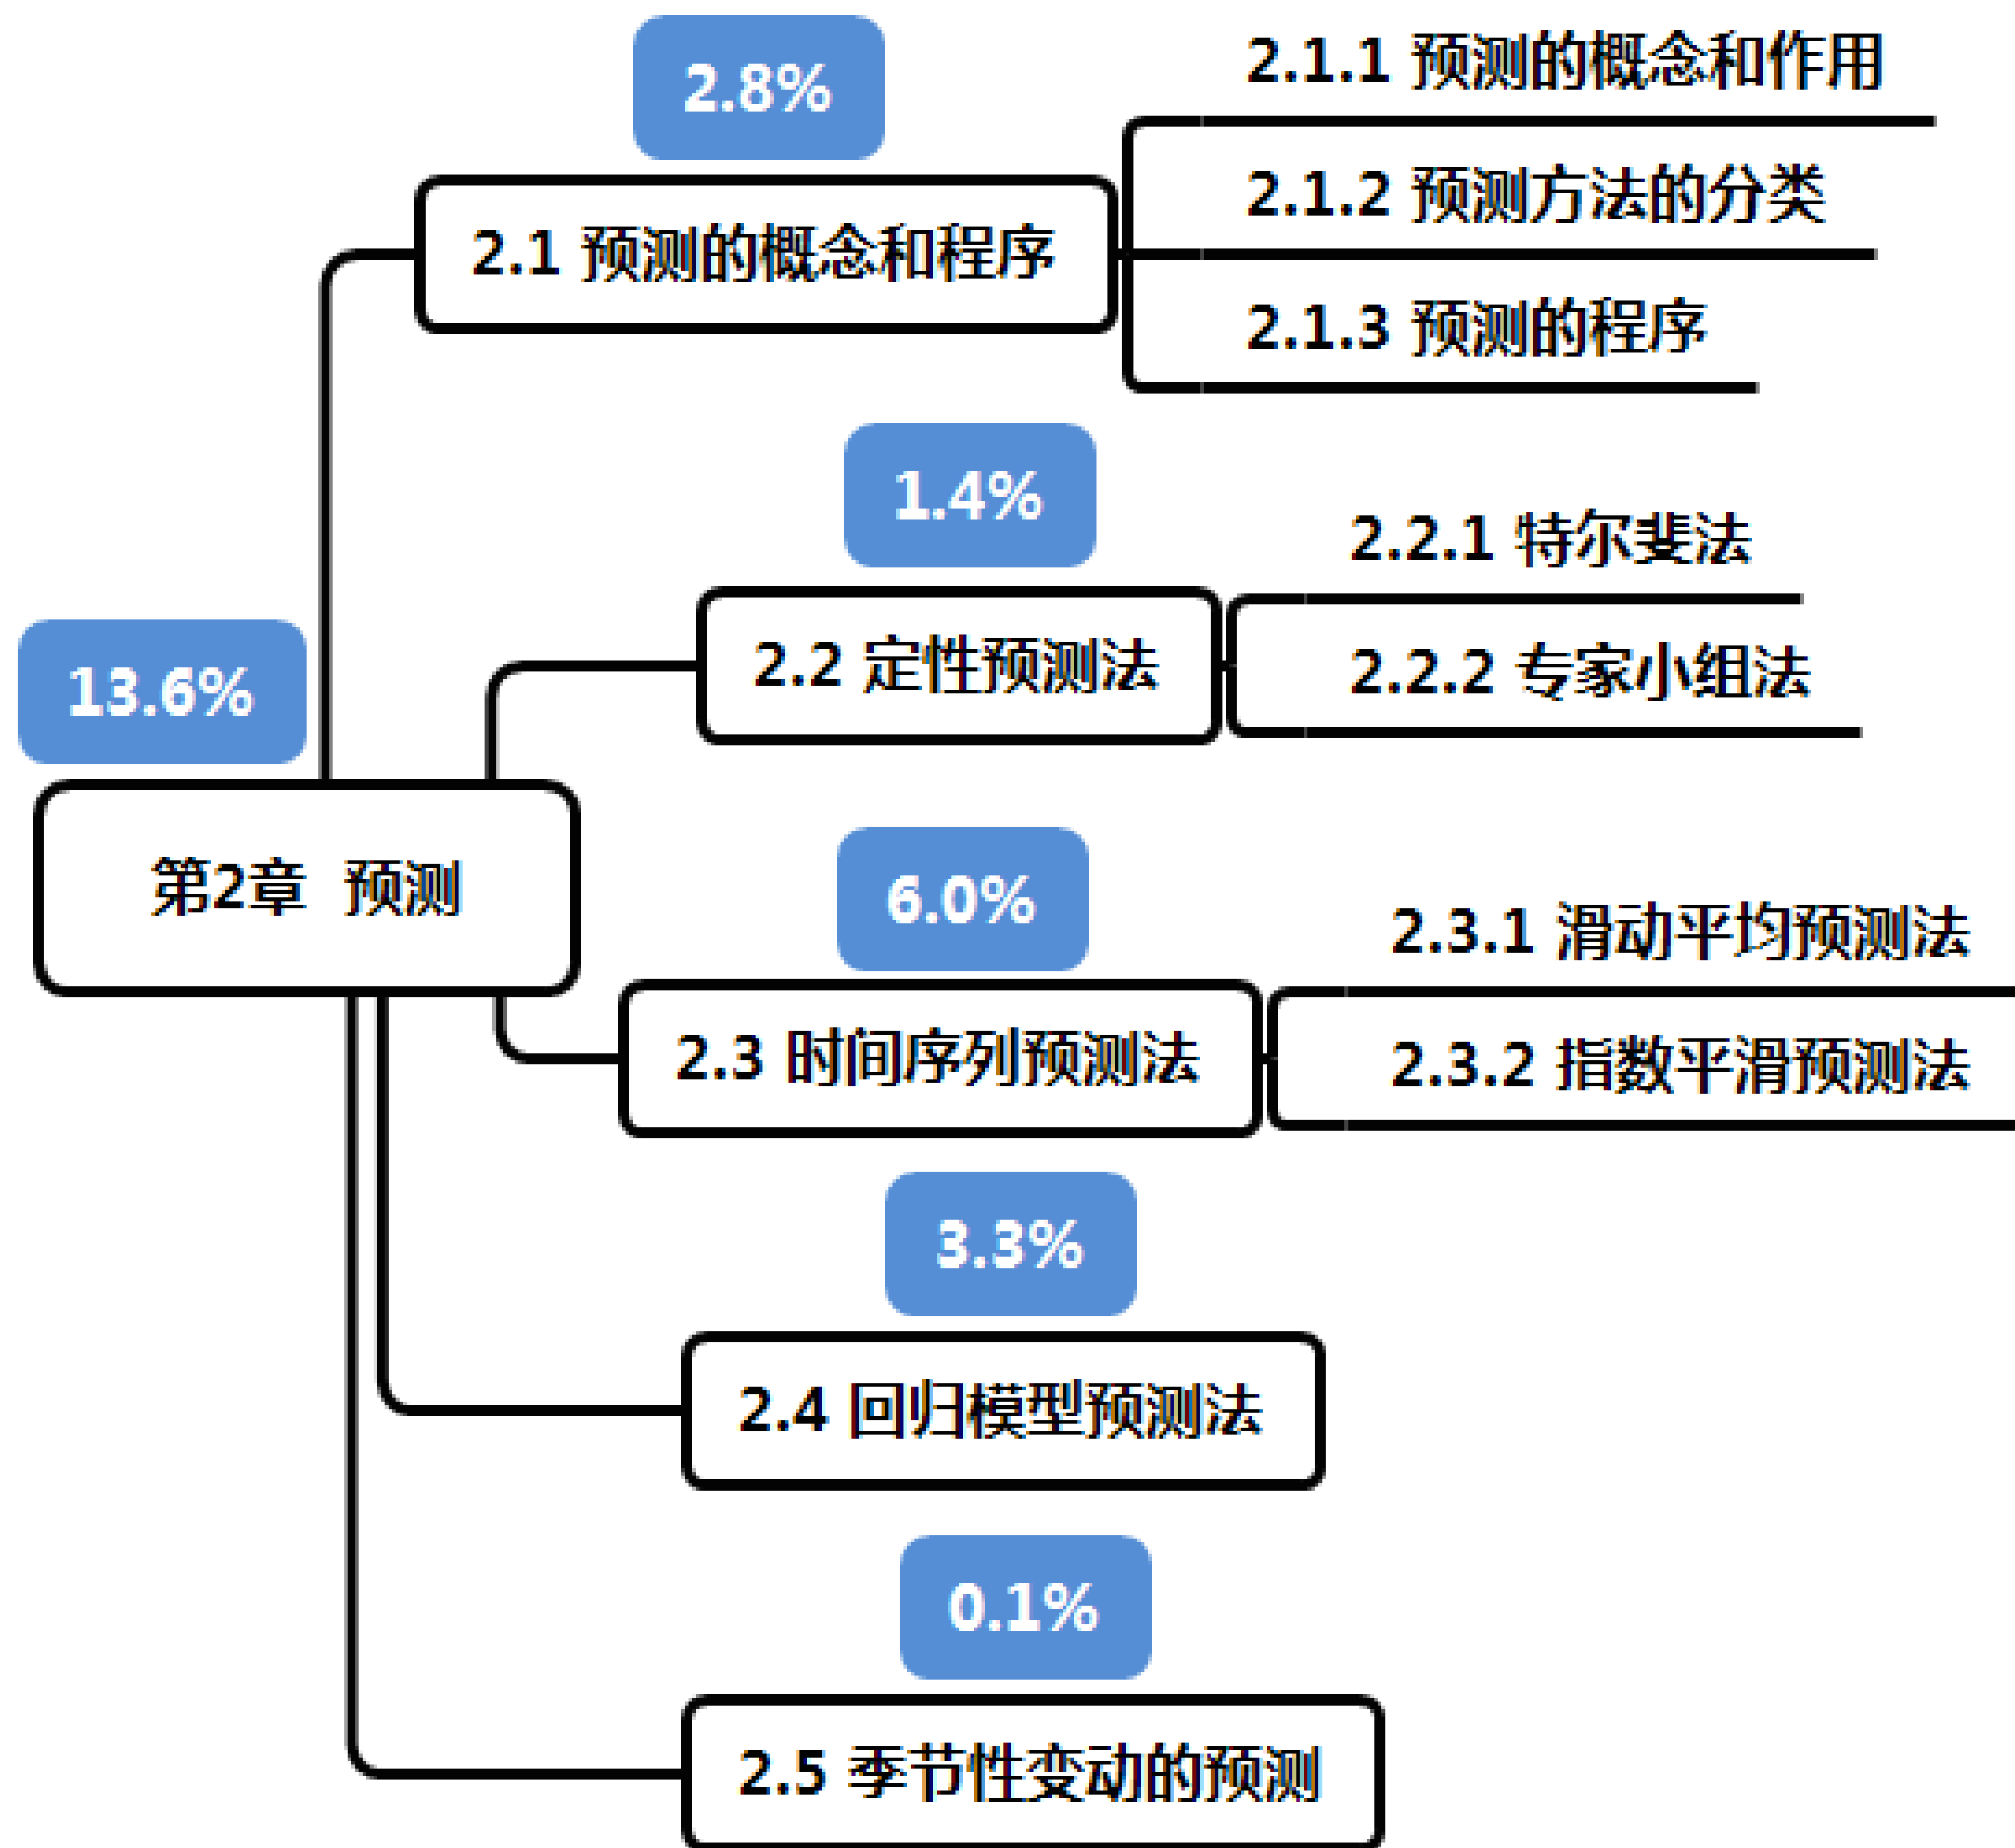 2.8%
2.1 预测的概念和程序
2.1.1 预测的概念和作用
2.1.2 预测方法的分类
2.1.3 预测的程序
1.4%
2.2 定性预测法
2.2.1 特尔斐法
2.2.2 专家小组法
13.6%
第2章 预测
6.0%
2.3 时间序列预测法
2.3.1 滑动平均预测法
2.3.2 指数平滑预测法
3.3%
2.4 回归模型预测法
0.1%
2.5 季节性变动的预测